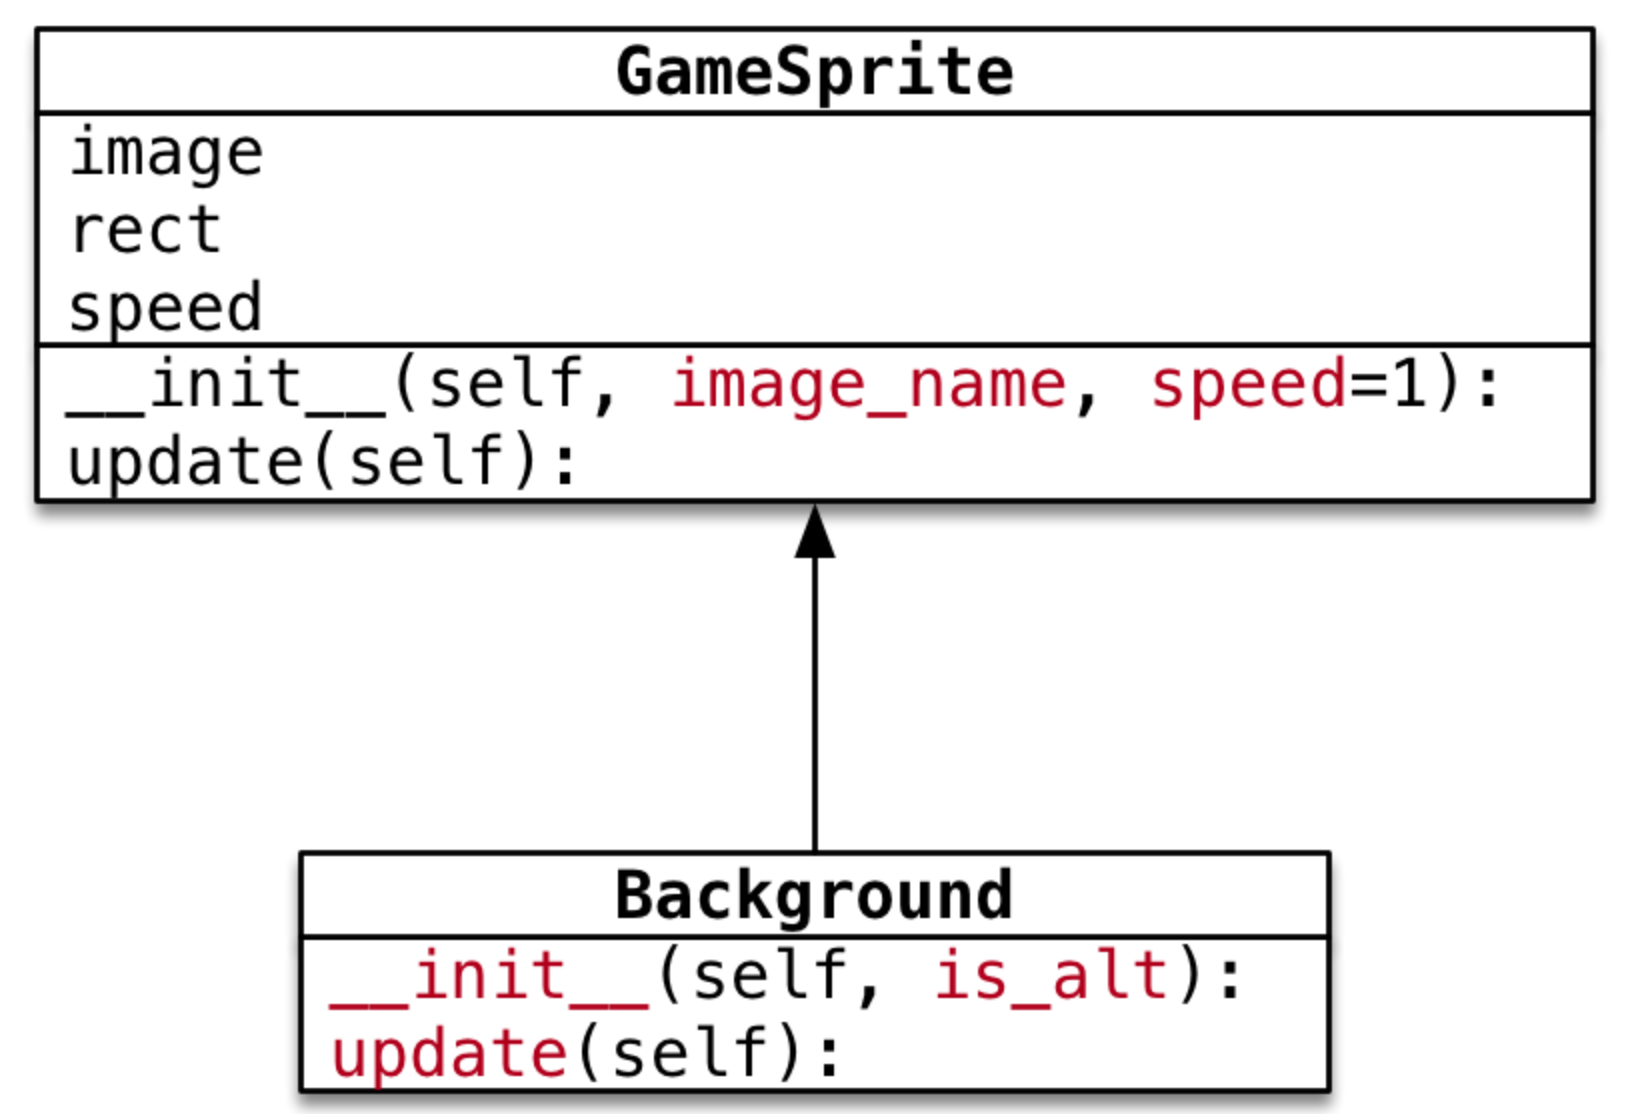 GameSprite
image
rect
speed
__init__(self, image_name, speed=1):
update(self):
Background
__init__(self, is_alt):
update(self):